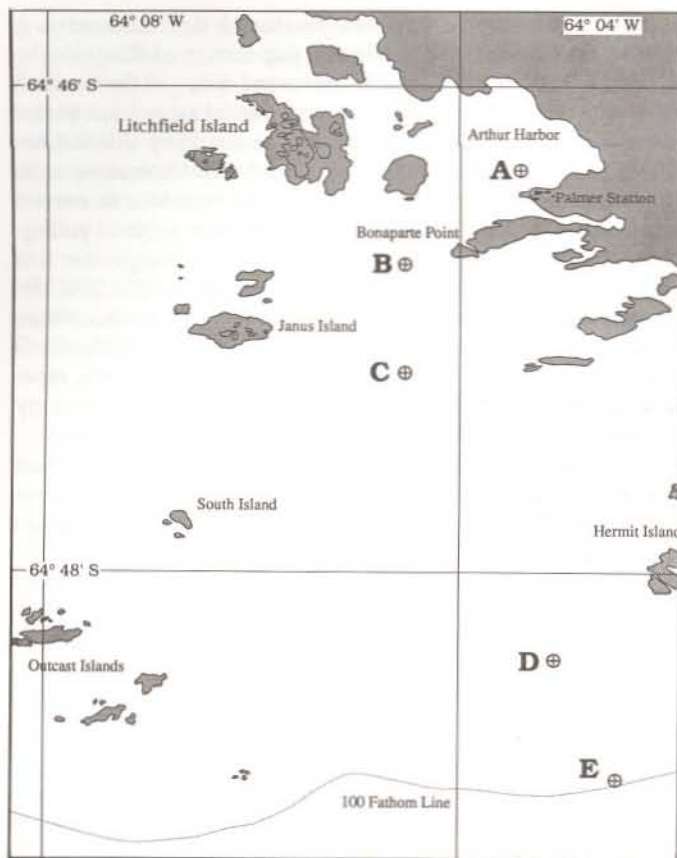 64° 08' W
64° 04' W
64° 46' S
Litchfield Island
Arthur Harbor
A
Palmer Station
Bonaparte Point
B
Janus Island
C
South Island
Hermit Island
64° 48' S
Outcast Islands
D
E
100 Fathom Line